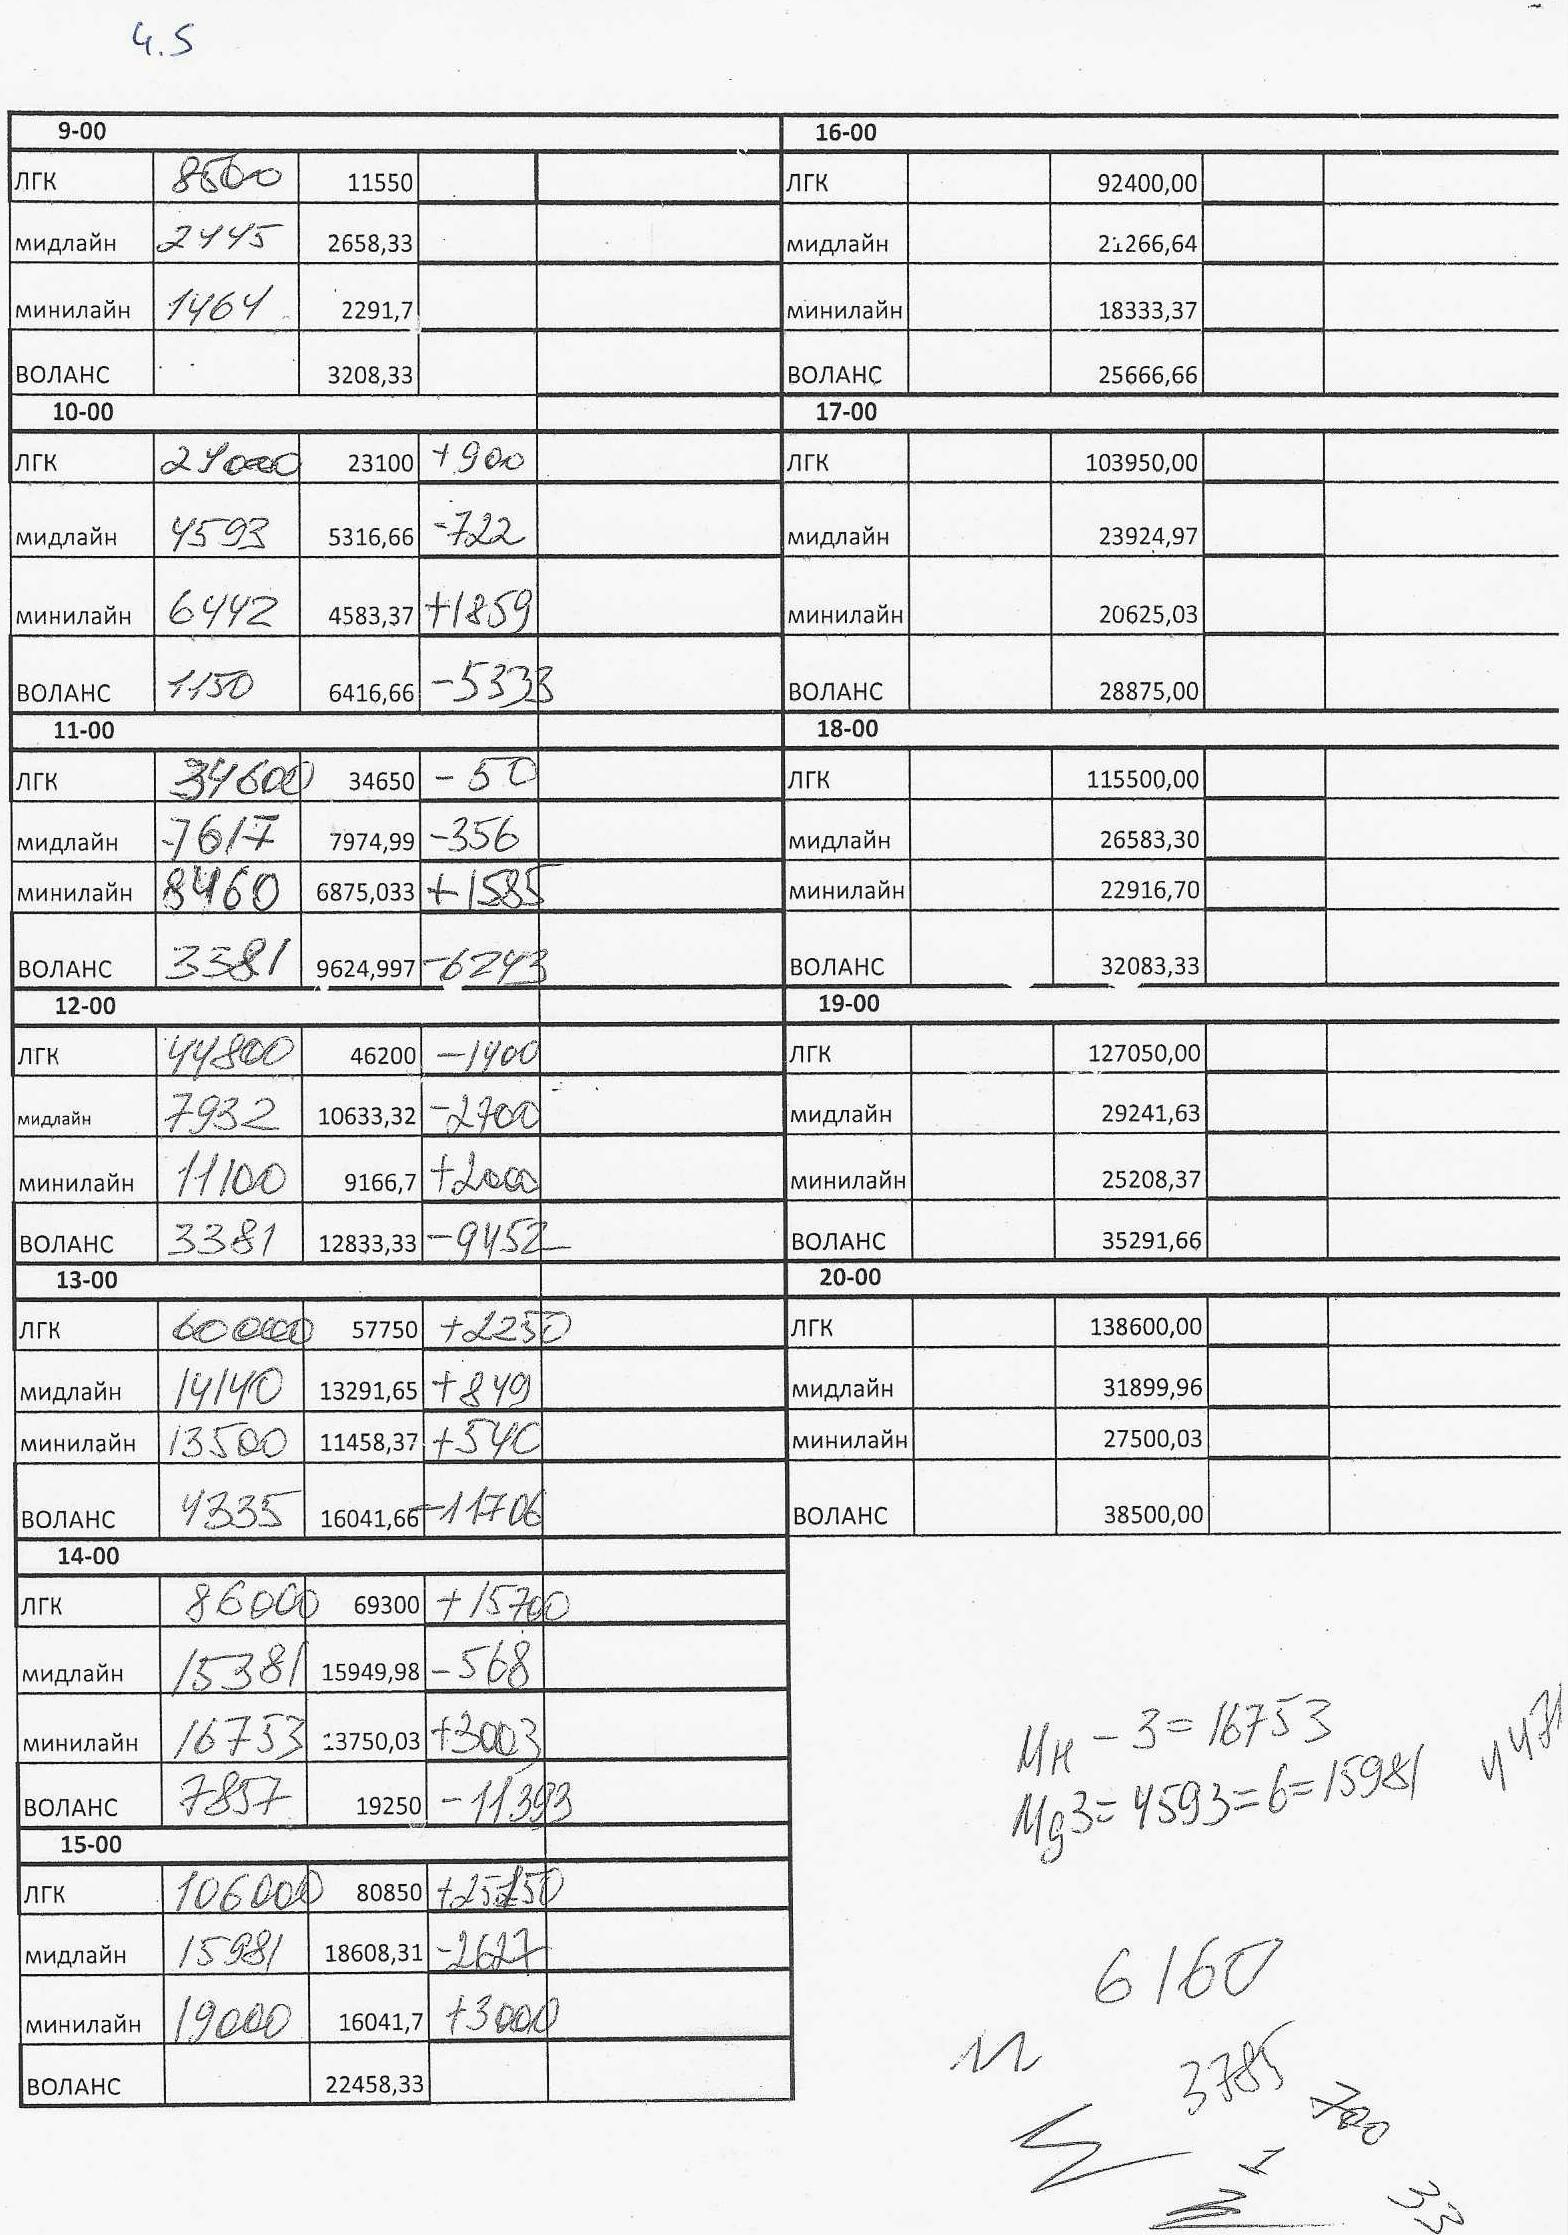 4.5
9-00
ЛГК 8500 11550
мидлайн 2445 2658,33
минилайн 1464 2291,7
ВОЛАНС 3208,33
10-00
ЛГК 24000 23100 +900
мидлайн 4593 5316,66 -722
минилайн 6442 4583,37 +1859
ВОЛАНС 1150 6416,66 -5333
11-00
ЛГК 34600 34650 -50
мидлайн 7617 7974,99 -356
минилайн 8460 6875,033 +1585
ВОЛАНС 3381 9624,997 -6243
12-00
ЛГК 44800 46200 -1400
мидлайн 7932 10633,32 -2700
минилайн 11100 9166,7 +2000
ВОЛАНС 3381 12833,33 -9452
13-00
ЛГК 60000 57750 +2250
мидлайн 14140 13291,65 +849
минилайн 13500 11458,37 +540
ВОЛАНС 4335 16041,66 -11706
14-00
ЛГК 86000 69300 +15700
мидлайн 15381 15949,98 -568
минилайн 16753 13750,03 +3003
ВОЛАНС 7857 19250 -11393
15-00
ЛГК 106000 80850 +25150
мидлайн 15981 18608,31 -2627
минилайн 19000 16041,7 +3000
ВОЛАНС 22458,33
16-00
ЛГК 92400,00
мидлайн 21266,64
минилайн 18333,37
ВОЛАНС 25666,66
17-00
ЛГК 103950,00
мидлайн 23924,97
минилайн 20625,03
ВОЛАНС 28875,00
18-00
ЛГК 115500,00
мидлайн 26583,30
минилайн 22916,70
ВОЛАНС 32083,33
19-00
ЛГК 127050,00
мидлайн 29241,63
минилайн 25208,37
ВОЛАНС 35291,66
20-00
ЛГК 138600,00
мидлайн 31899,96
минилайн 27500,03
ВОЛАНС 38500,00
Мн - 3 = 16753
Мд3 = 4593 = 6 = 15981
6160
3785
700
1
33